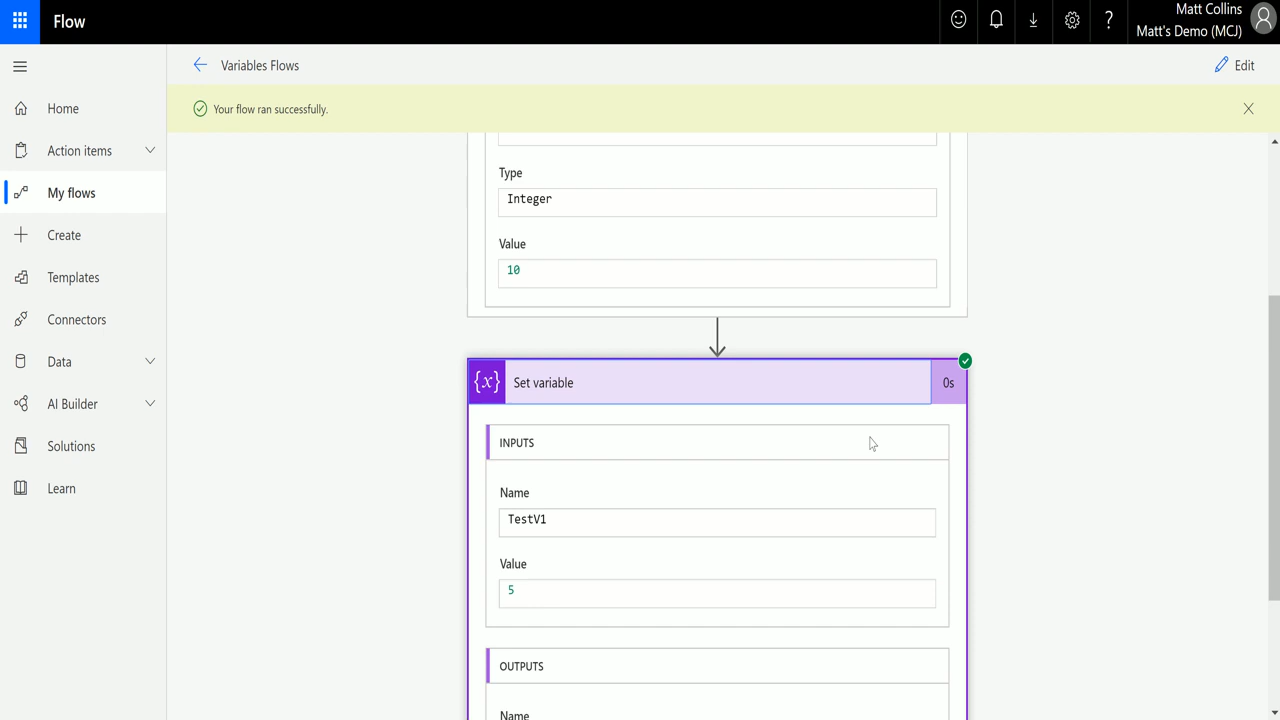 Flow
Matt Collins
Matt's Demo (MCJ)
Variables Flows
Edit
Your flow ran successfully.
Home
Action items
My flows
Create
Templates
Connectors
Data
AI Builder
Solutions
Learn
Type
Integer
Value
10
{x} Set variable 0s
INPUTS
Name
TestV1
Value
5
OUTPUTS
Name